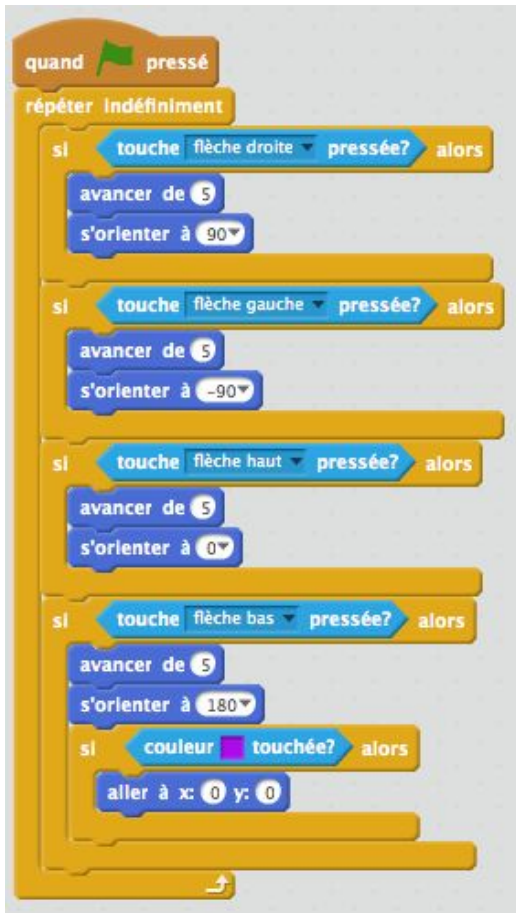 quand pressé
répéter indéfiniment
si touche flèche droite pressée? alors
avancer de 5
s'orienter à 90
si touche flèche gauche pressée? alors
avancer de 5
s'orienter à -90
si touche flèche haut pressée? alors
avancer de 5
s'orienter à 0
si touche flèche bas pressée? alors
avancer de 5
s'orienter à 180
si couleur touchée? alors
aller à x: 0 y: 0